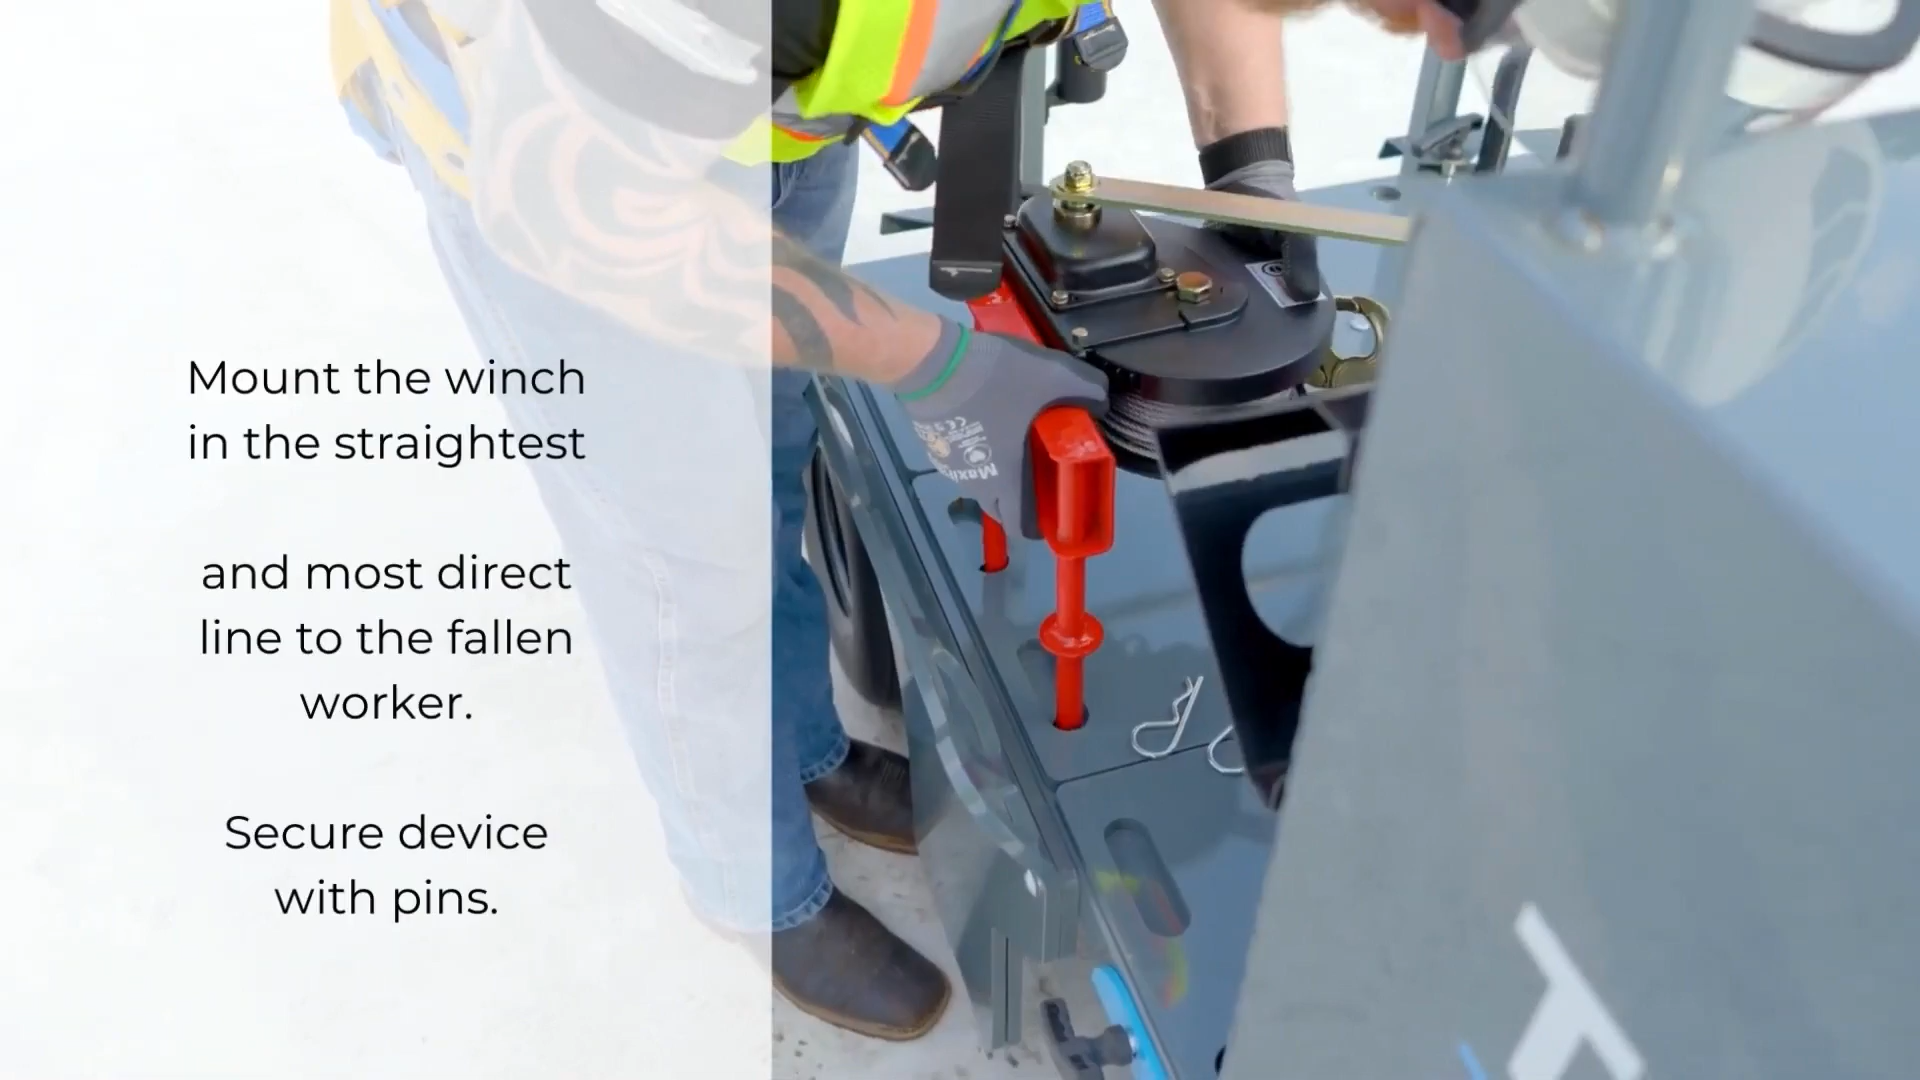 Mount the winch
in the straightest
and most direct
line to the fallen
worker.
Secure device
with pins.